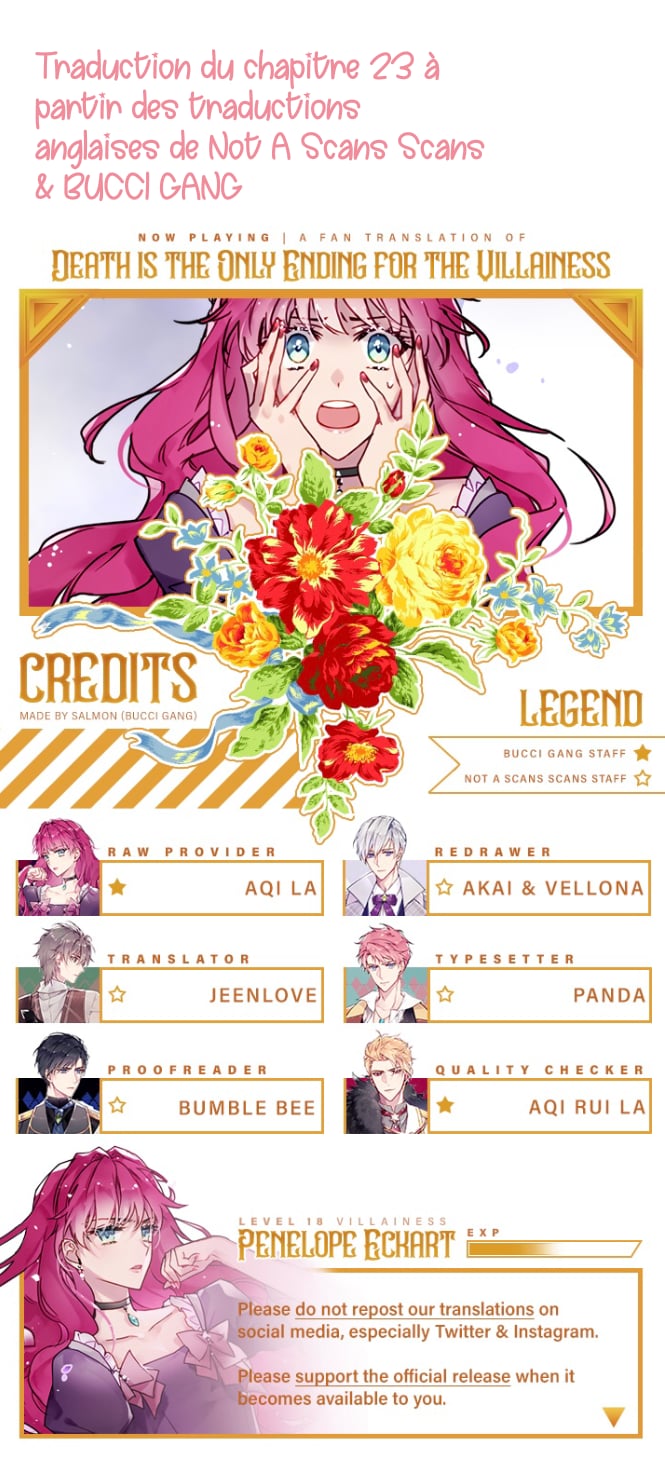 Traduction du chapitre 23 à
partir des traductions
anglaises de Not A Scans Scans
& BUCCI GANG
NOW PLAYING | A FAN TRANSLATION OF
DEATH IS THE ONLY ENDING FOR THE VILLAINESS
CREDITS
MADE BY SALMON (BUCCI GANG)
LEGEND
BUCCI GANG STAFF ★
NOT A SCANS SCANS STAFF ☆
RAW PROVIDER
★ AQI LA
REDRAWER
☆ AKAI & VELLONA
TRANSLATOR
☆ JEENLOVE
TYPESETTER
☆ PANDA
PROOFREADER
☆ BUMBLE BEE
QUALITY CHECKER
★ AQI RUI LA
LEVEL 18 VILLAINESS
PENELOPE ECKART
EXP
Please do not repost our translations on
social media, especially Twitter & Instagram.
Please support the official release when it
becomes available to you.